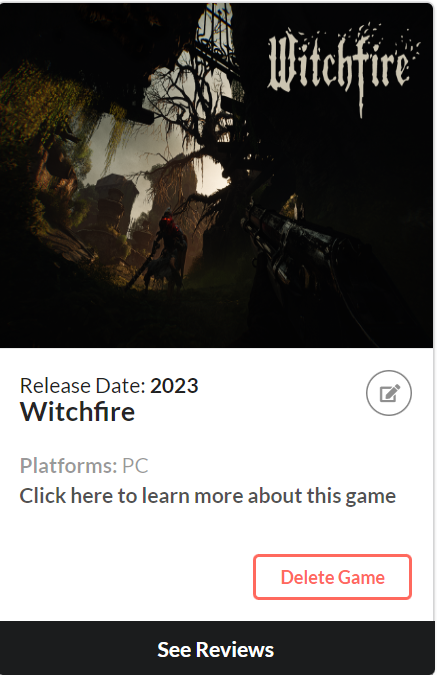 Witchfire
Release Date: 2023
Witchfire
Platforms: PC
Click here to learn more about this game
Delete Game
See Reviews